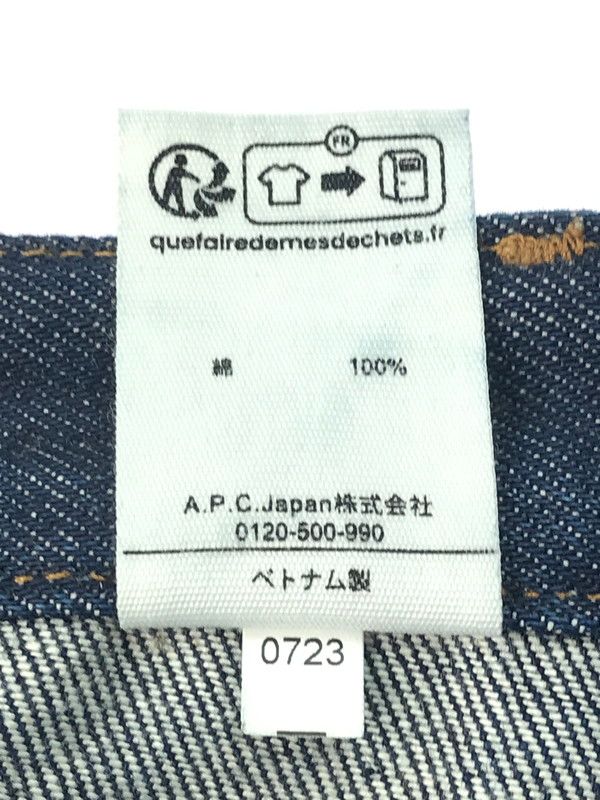 FR
quefairedemesdechets.fr
綿 100%
A.P.C.Japan株式会社
0120-500-990
ベトナム製
0723